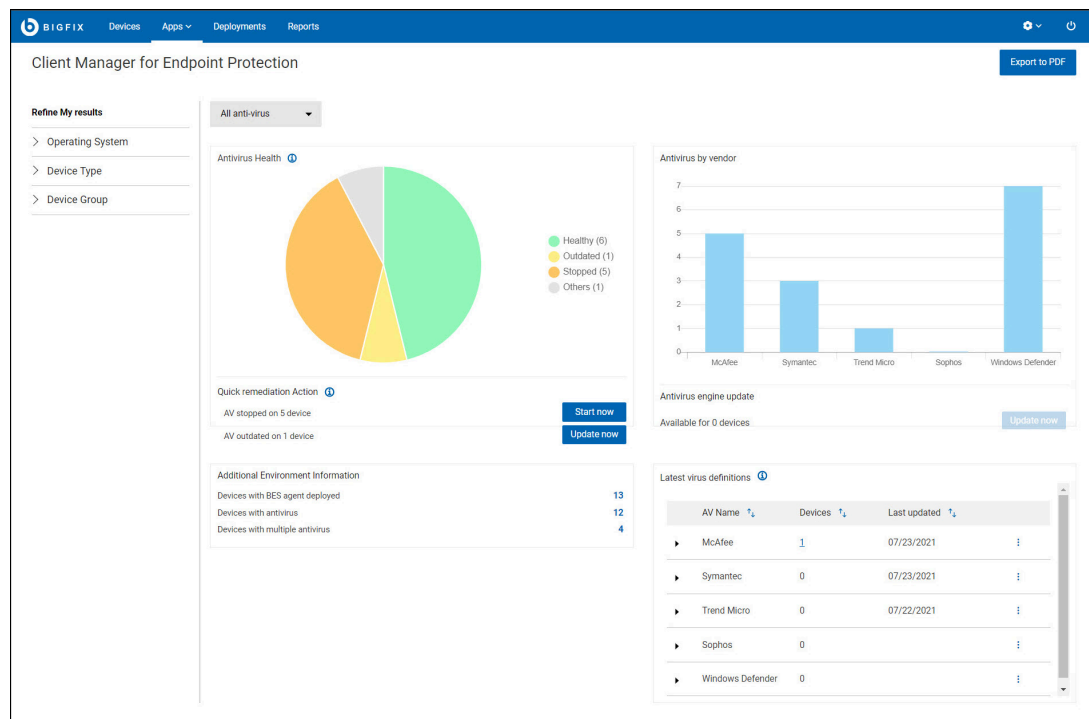 BIGFIX Devices Apps Deployments Reports
Client Manager for Endpoint Protection
Export to PDF
Refine My results
Operating System
Device Type
Device Group
All anti-virus
Antivirus Health
Healthy (6)
Outdated (1)
Stopped (5)
Others (1)
Quick remediation Action
AV stopped on 5 device Start now
AV outdated on 1 device Update now
Antivirus by vendor
7
6
5
4
3
2
1
0
McAfee Symantec Trend Micro Sophos Windows Defender
Antivirus engine update
Available for 0 devices Update now
Additional Environment Information
Devices with BES agent deployed 13
Devices with antivirus 12
Devices with multiple antivirus 4
Latest virus definitions
AV Name Devices Last updated
McAfee 1 07/23/2021
Symantec 0 07/23/2021
Trend Micro 0 07/22/2021
Sophos 0
Windows Defender 0